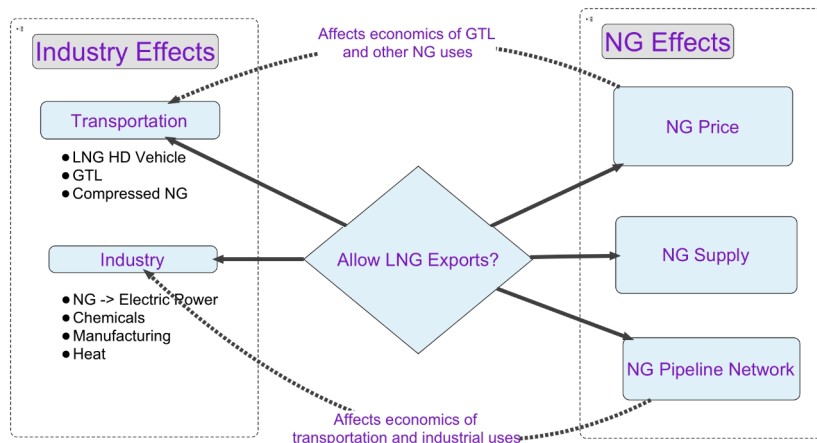 Industry Effects
Affects economics of GTL
and other NG uses
NG Effects
Transportation
● LNG HD Vehicle
● GTL
● Compressed NG
NG Price
Allow LNG Exports?
Industry
● NG -> Electric Power
● Chemicals
● Manufacturing
● Heat
NG Supply
NG Pipeline Network
Affects economics of
transportation and industrial uses